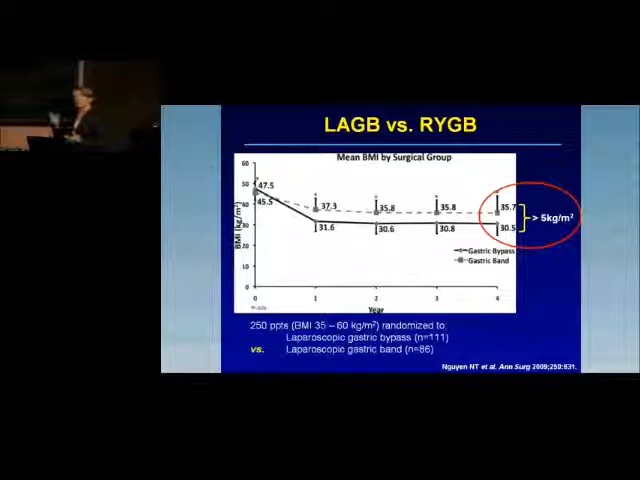 LAGB vs. RYGB
Mean BMI by Surgical Group
BMI (kg/m²)
60
50
40
30
20
10
0
47.5
45.5
37.3
31.6
35.8
30.6
35.8
30.8
35.7
30.5
> 5kg/m²
Gastric Bypass
Gastric Band
0
1
2
3
4
Year
250 ppts (BMI 35 – 60 kg/m²) randomized to:
Laparoscopic gastric bypass (n=111)
vs. Laparoscopic gastric band (n=86)
Nguyen NT et al. Ann Surg 2009;250:631.